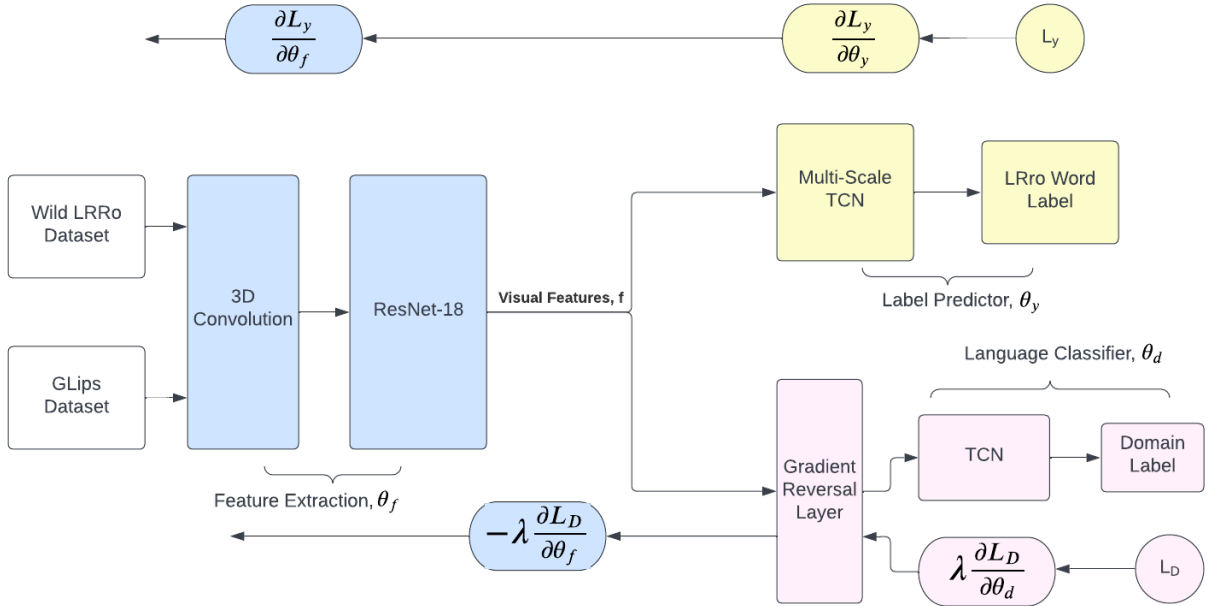 ∂L_y / ∂θ_f
∂L_y / ∂θ_y
L_y
Wild LRRo
Dataset
GLips
Dataset
3D
Convolution
ResNet-18
Feature Extraction, θ_f
Visual Features, f
Multi-Scale
TCN
LRro Word
Label
Label Predictor, θ_y
Language Classifier, θ_d
Gradient
Reversal
Layer
TCN
Domain
Label
−λ ∂L_D / ∂θ_f
λ ∂L_D / ∂θ_d
L_D